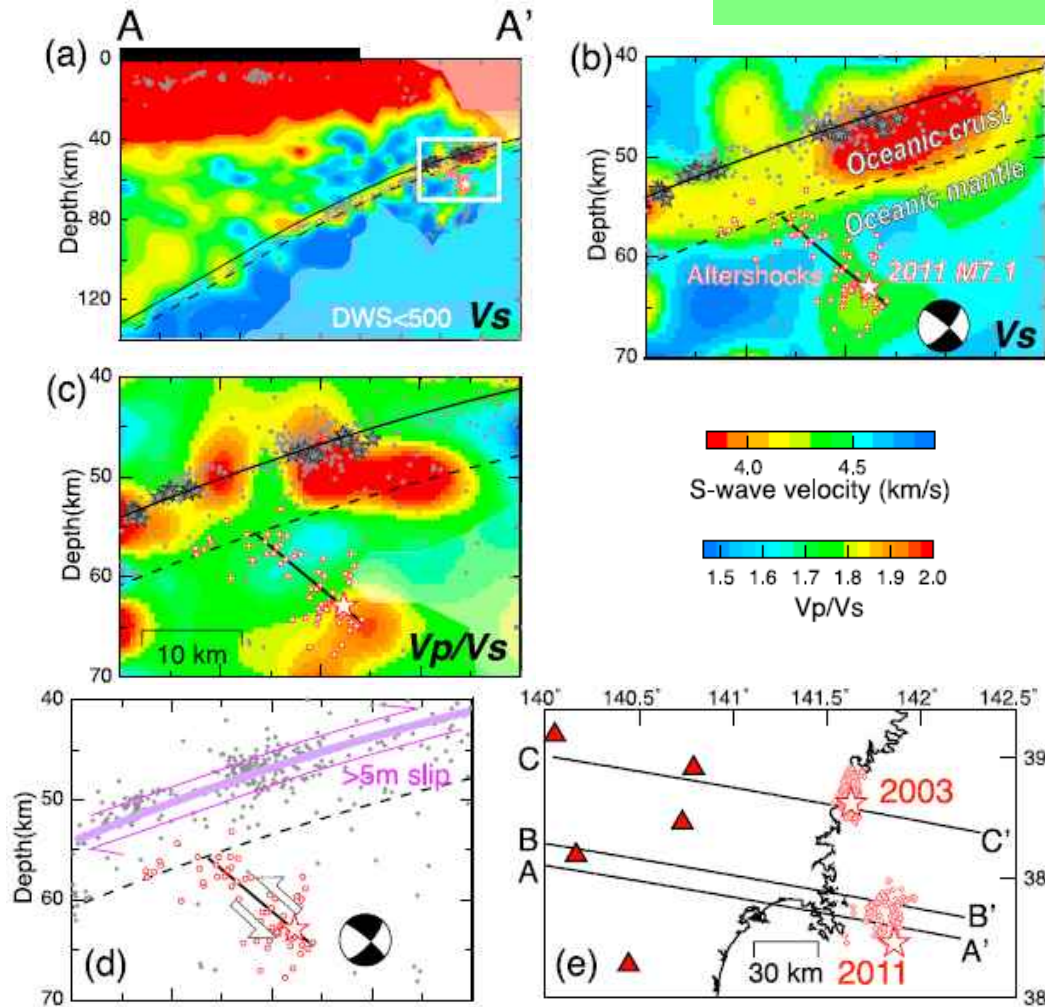 A A'
(a)
0
40
80
120
Depth(km)
DWS<500 Vs
(b)
40
50
60
70
Depth(km)
Oceanic crust
Oceanic mantle
Aftershocks
2011 M7.1
Vs
(c)
40
50
60
70
Depth(km)
10 km
Vp/Vs
4.0 4.5
S-wave velocity (km/s)
1.5 1.6 1.7 1.8 1.9 2.0
Vp/Vs
40
50
60
70
Depth(km)
>5m slip
(d)
140° 140.5° 141° 141.5° 142° 142.5°
39
38
38
C
2003
C'
B
A
B'
A'
2011
30 km
(e)